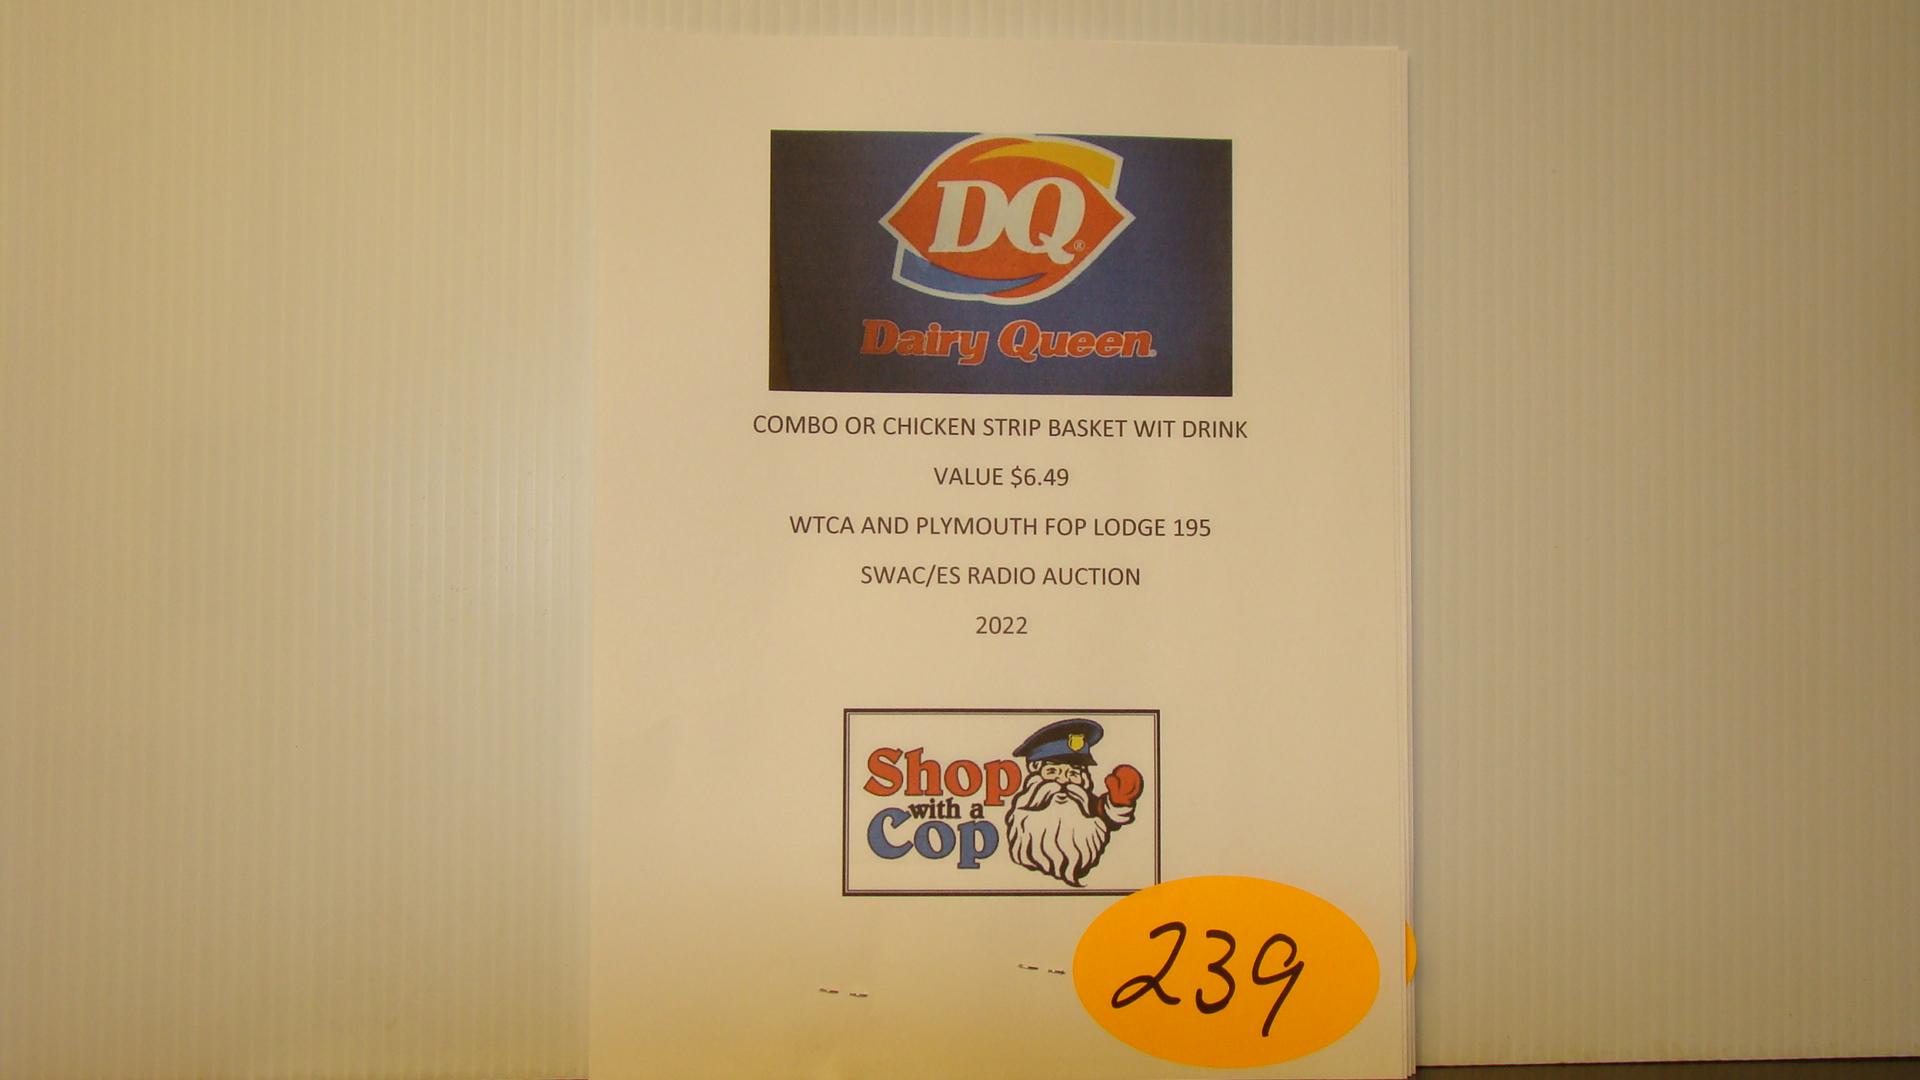 DQ®
Dairy Queen®
COMBO OR CHICKEN STRIP BASKET WIT DRINK
VALUE $6.49
WTCA AND PLYMOUTH FOP LODGE 195
SWAC/ES RADIO AUCTION
2022
Shop
with a
Cop
239